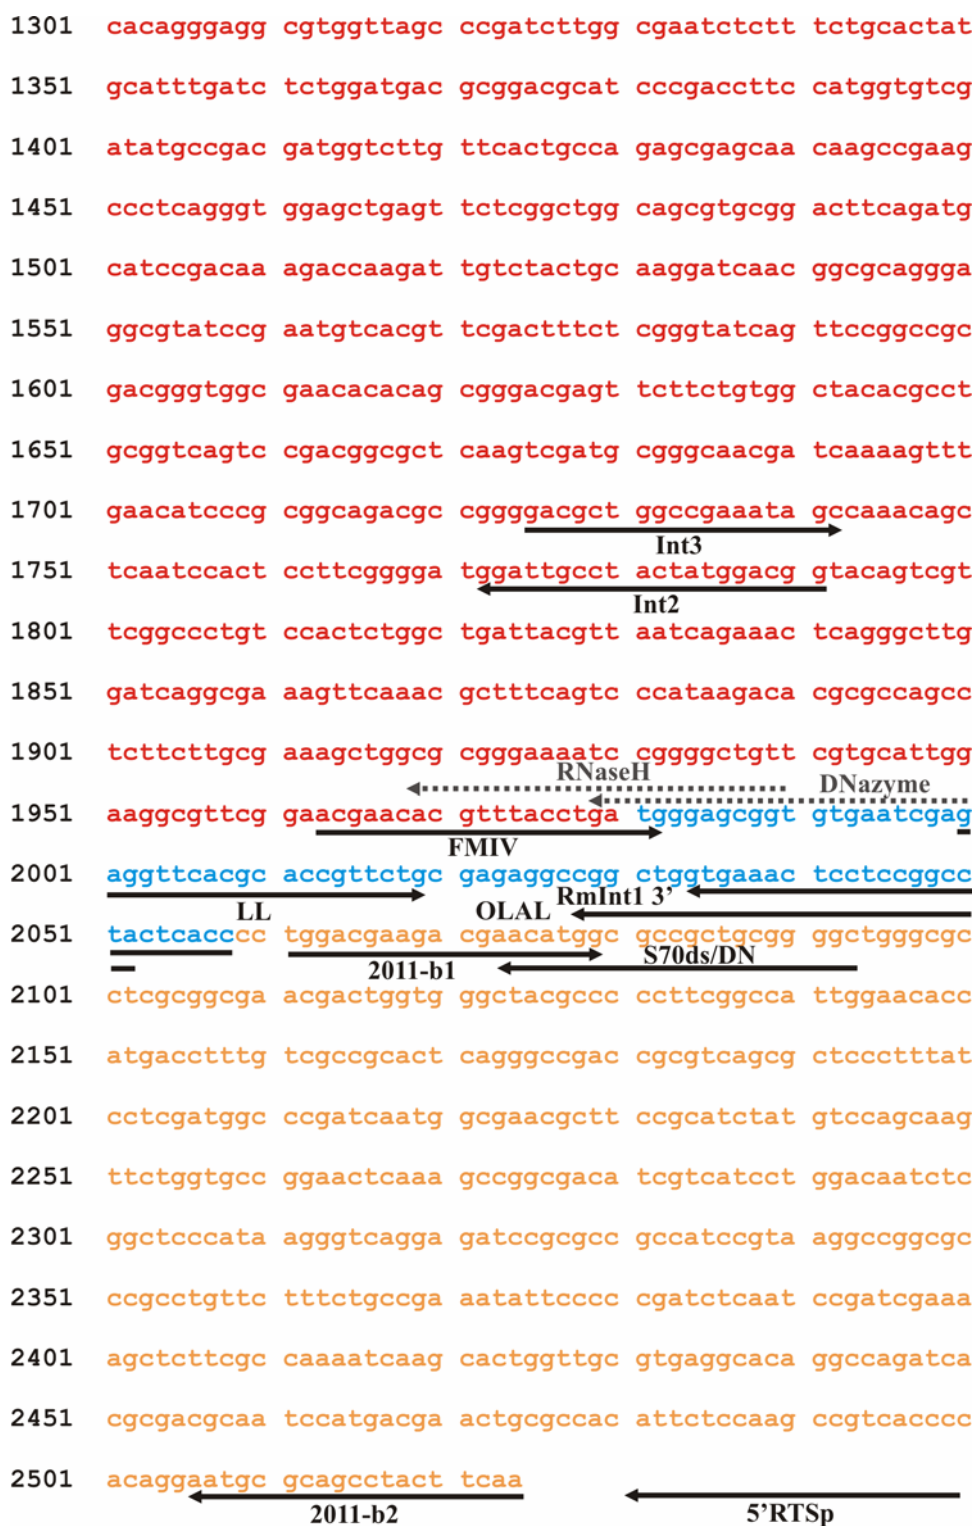 1301 cacagggagg cgtggttagc ccgatcttgg cgaatctctt tctgcactat
1351 gcatttgatc tctggatgac gcggacgcat cccgaccttc catggtgtcg
1401 atatgccgac gatggtcttg ttcactgcca gagcgagcaa caagccgaag
1451 ccctcagggt ggagctgagt tctcggctgg cagcgtgcgg acttcagatg
1501 catccgacaa agaccaagat tgtctactgc aaggatcaac ggcgcaggga
1551 ggcgtatccg aatgtcacgt tcgactttct cgggtatcag ttccggccgc
1601 gacgggtggc gaacacacag cgggacgagt tcttctgtgg ctacacgcct
1651 gcggtcagtc cgacggcgct caagtcgatg cgggcaacga tcaaaagttt
1701 gaacatcccg cggcagacgc cggggacgct ggccgaaata gccaaacagc
Int3
1751 tcaatccact ccttcgggga tggattgcct actatggacg gtacagtcgt
Int2
1801 tcggccctgt ccactctggc tgattacgtt aatcagaaac tcagggcttg
1851 gatcaggcga aagttcaaac gctttcagtc ccataagaca cgcgccagcc
1901 tcttcttgcg aaagctggcg cgggaaaatc cggggctgtt cgtgcattgg
RNaseH DNazyme
1951 aaggcgttcgg aacgaacac gtttacctga tgggagcggt gtgaatcgag
FMIV
2001 aggttcacgc accgttctgc gagaggccgg ctggtgaaac tcctccggcc
LL OLAL RmInt1 3’
2051 tactcacccc tggacgaaga cgaacatggc gccgctgcgg ggctgggcgc
2011-b1 S70ds/DN
2101 ctcgcggcga acgactggtg ggctacgccc ccttcggcca ttggaacacc
2151 atgacctttg tcgccgcact cagggccgac cgcgtcagcg ctccctttat
2201 cctcgatggc ccgatcaatg gcgaacgctt ccgcatctat gtccagcaag
2251 ttctggtgcc ggaactcaaa gccggcgaca tcgtcatcct ggacaatctc
2301 ggctcccata agggtcagga gatccgcgcc gccatccgta aggccggcgc
2351 ccgcctgttc tttctgccga aatattcccc cgatctcaat ccgatcgaaa
2401 agctcttcgc caaaatcaag cactggttgc gtgaggcaca ggccagatca
2451 cgcgacgcaa tccatgacga actgcgccac attctccaag ccgtcacccc
2501 acaggaatgc gcagcctact tcaa
2011-b2 5’RTSp